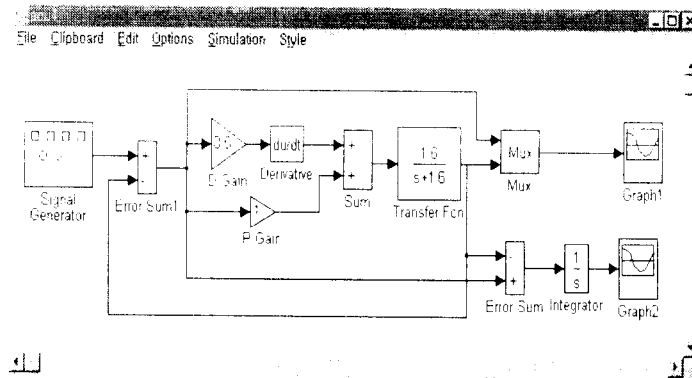 File Clipboard Edit Options Simulation Style
Signal
Generator
+
-
Error Sum1
D Gain
du/dt
Derivative
1
P Gain
+
+
Sum
1.6
s+1.6
Transfer Fcn
Mux
Mux
Graph1
-
+
Error Sum
1
s
Integrator
Graph2